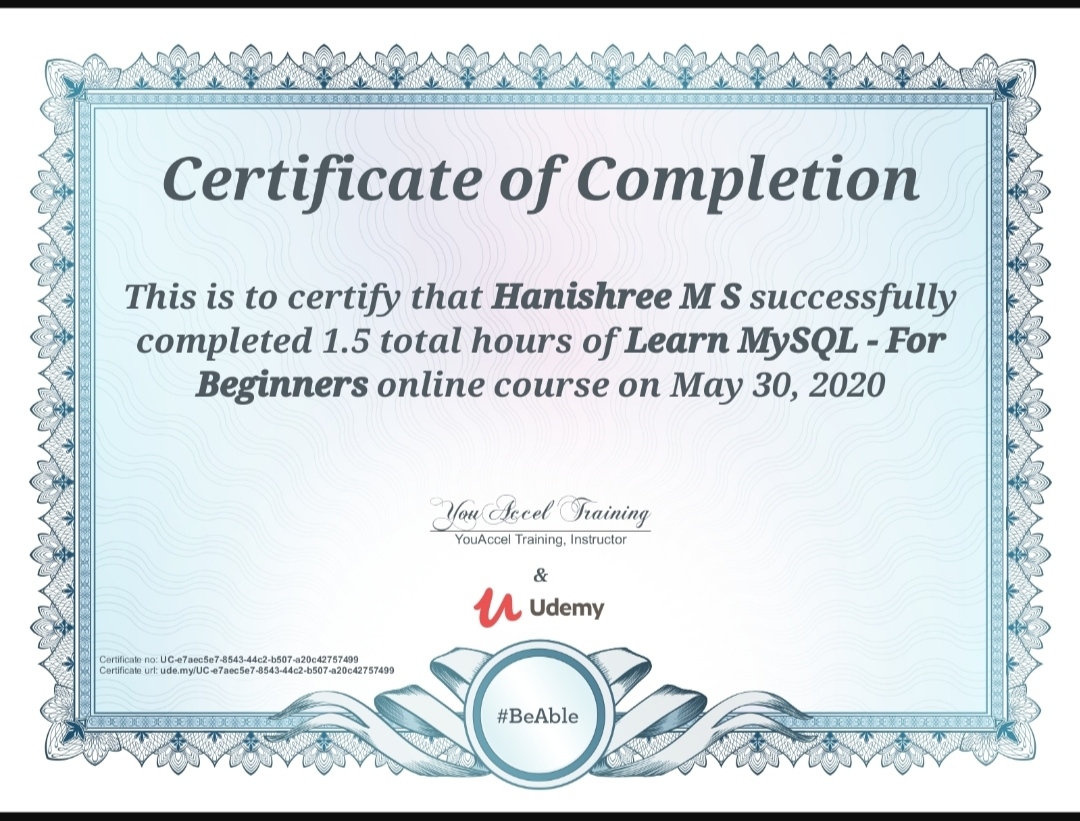 Certificate of Completion
This is to certify that Hanishree M S successfully
completed 1.5 total hours of Learn MySQL - For
Beginners online course on May 30, 2020
YouAccel Training
YouAccel Training, Instructor
&
Udemy
Certificate no: UC-e7aec5e7-8543-44c2-b507-a20c42757499
Certificate url: ude.my/UC-e7aec5e7-8543-44c2-b507-a20c42757499
#BeAble